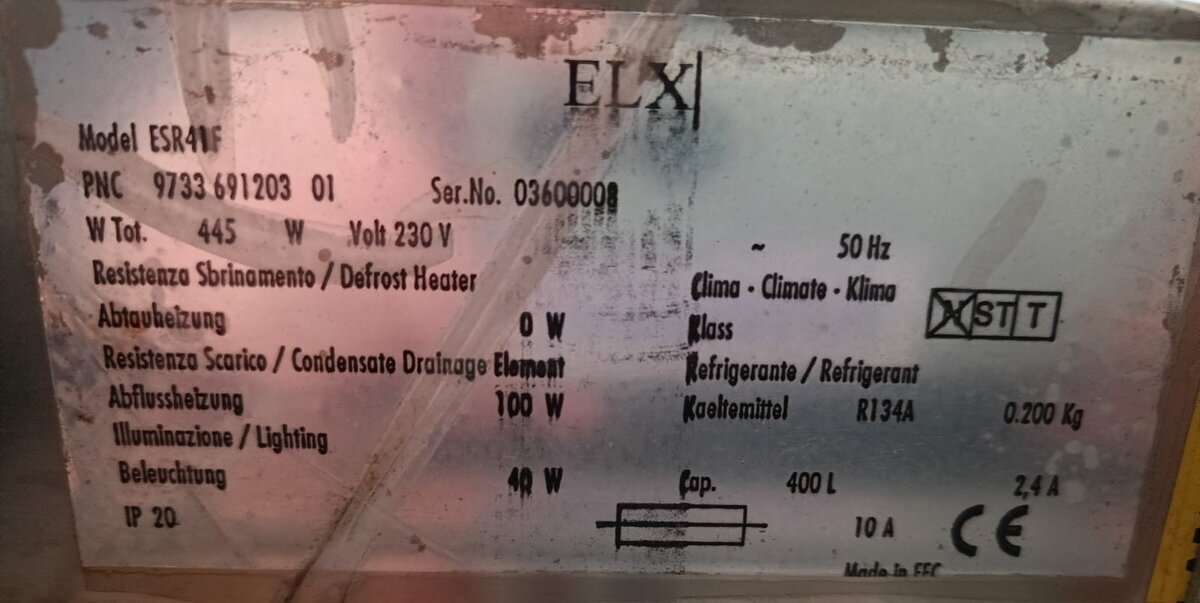 ELX
Model ESR41F
PNC 9733 691203 01 Ser.No. 03600008
W Tot. 445 W Volt 230 V ~ 50 Hz
Resistenza Sbrinamento / Defrost Heater
Abtauheizung 0 W
Resistenza Scarico / Condensate Drainage Element
Abflussheizung 100 W
Illuminazione / Lighting
Beleuchtung 40 W
IP 20
Clima - Climate - Klima
Klass N ST T
Refrigerante / Refrigerant
Kaeltemittel R134A 0.200 Kg
Cap. 400 L 2,4 A
10 A CE
Made in EEC